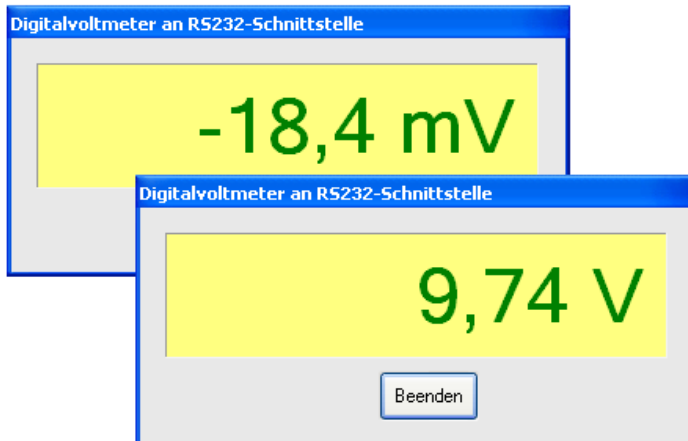 Digitalvoltmeter an RS232-Schnittstelle
-18,4 mV
Digitalvoltmeter an RS232-Schnittstelle
9,74 V
Beenden